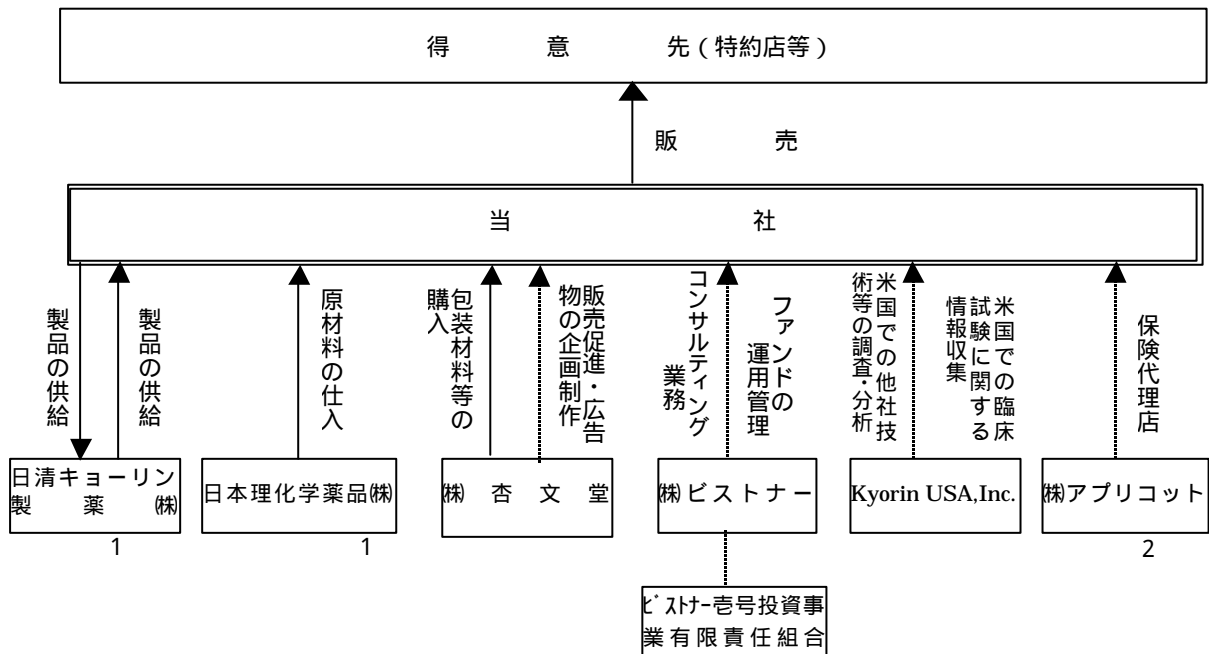 得意先（特約店等）
販売
当社
製品の供給
製品の供給
原材料の仕入
包装材料等の
購入
販売促進・広告
物の企画制作
コンサルティング
業務
ファンドの
運用管理
米国での他社技
術等の調査・分析
米国での臨床
試験に関する
情報収集
保険代理店
日清キョーリン
製薬㈱
1
日本理化学薬品㈱
1
㈱杏文堂
㈱ビストナー
Kyorin USA,Inc.
㈱アプリコット
2
ﾋﾞｽﾄﾅｰ壱号投資事
業有限責任組合